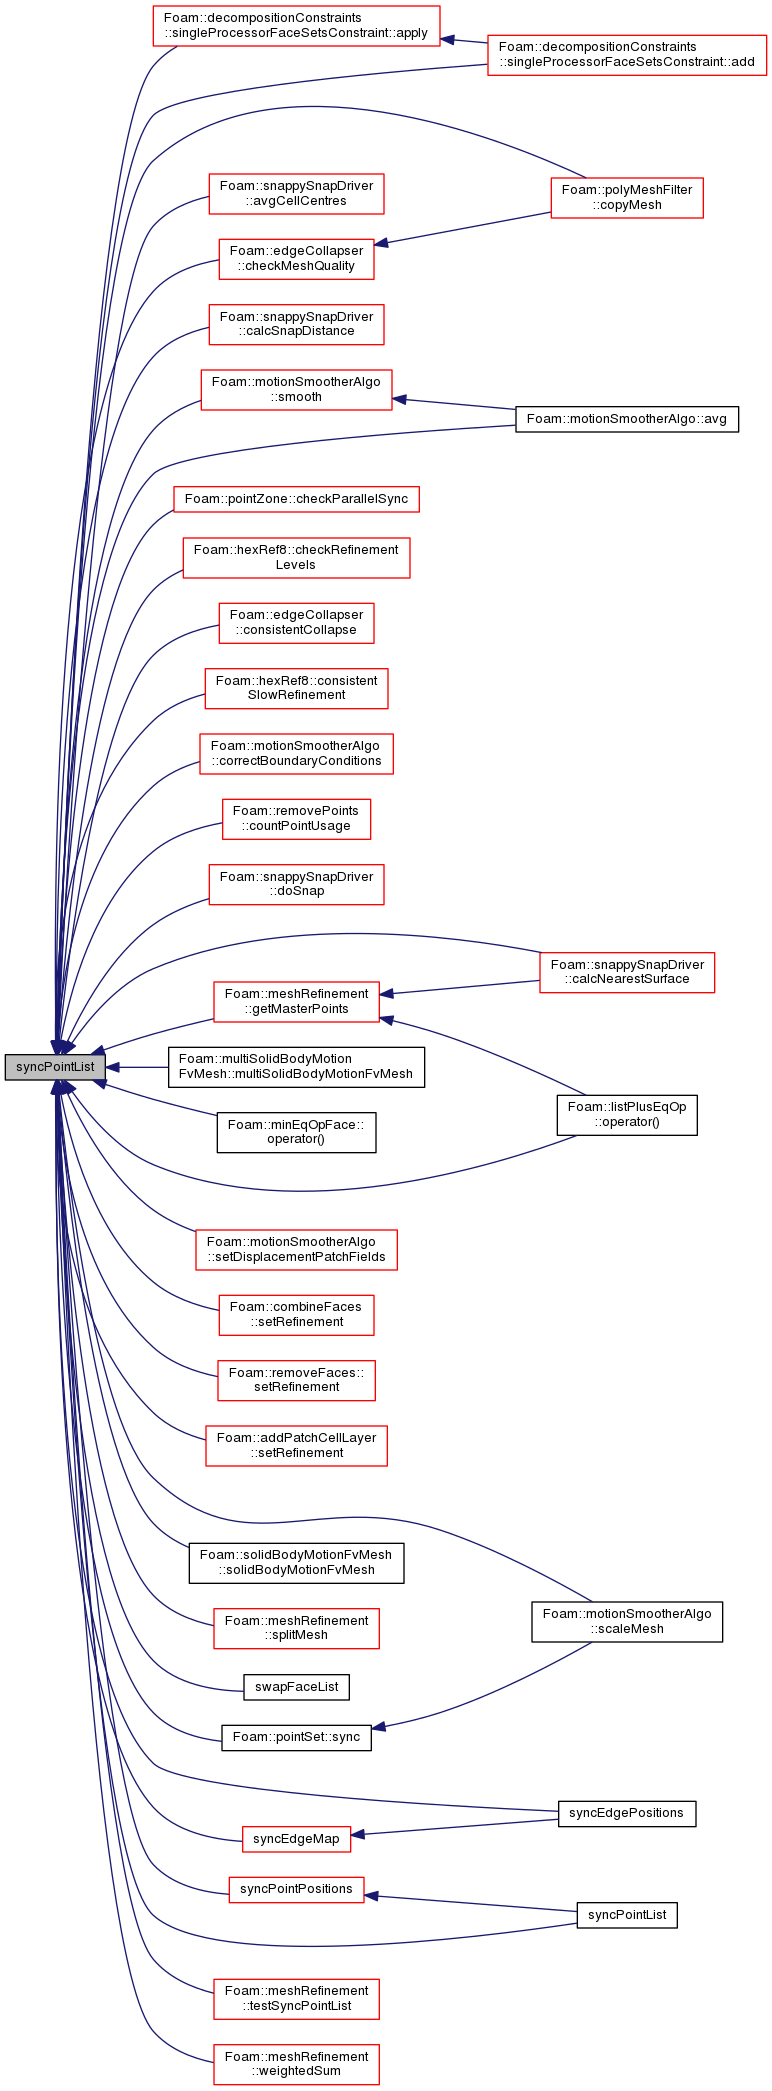 Foam::decompositionConstraints
::singleProcessorFaceSetsConstraint::apply
Foam::decompositionConstraints
::singleProcessorFaceSetsConstraint::add
Foam::snappySnapDriver
::avgCellCentres
Foam::polyMeshFilter
::copyMesh
Foam::edgeCollapser
::checkMeshQuality
Foam::snappySnapDriver
::calcSnapDistance
Foam::motionSmootherAlgo
::smooth
Foam::motionSmootherAlgo::avg
Foam::pointZone::checkParallelSync
Foam::hexRef8::checkRefinement
Levels
Foam::edgeCollapser
::consistentCollapse
Foam::hexRef8::consistent
SlowRefinement
Foam::motionSmootherAlgo
::correctBoundaryConditions
Foam::removePoints
::countPointUsage
Foam::snappySnapDriver
::doSnap
Foam::snappySnapDriver
::calcNearestSurface
Foam::meshRefinement
::getMasterPoints
syncPointList
Foam::multiSolidBodyMotion
FvMesh::multiSolidBodyMotionFvMesh
Foam::listPlusEqOp
::operator()
Foam::minEqOpFace::
operator()
Foam::motionSmootherAlgo
::setDisplacementPatchFields
Foam::combineFaces
::setRefinement
Foam::removeFaces::
setRefinement
Foam::addPatchCellLayer
::setRefinement
Foam::solidBodyMotionFvMesh
::solidBodyMotionFvMesh
Foam::meshRefinement
::splitMesh
Foam::motionSmootherAlgo
::scaleMesh
swapFaceList
Foam::pointSet::sync
syncEdgePositions
syncEdgeMap
syncPointPositions
syncPointList
Foam::meshRefinement
::testSyncPointList
Foam::meshRefinement
::weightedSum